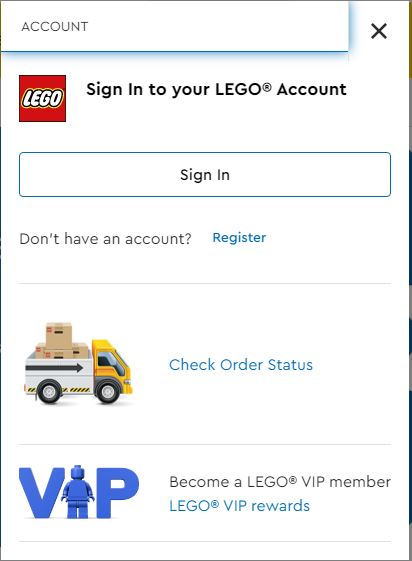 ACCOUNT
LEGO
Sign In to your LEGO® Account
Sign In
Don't have an account? Register
Check Order Status
VIP
Become a LEGO® VIP member
LEGO® VIP rewards